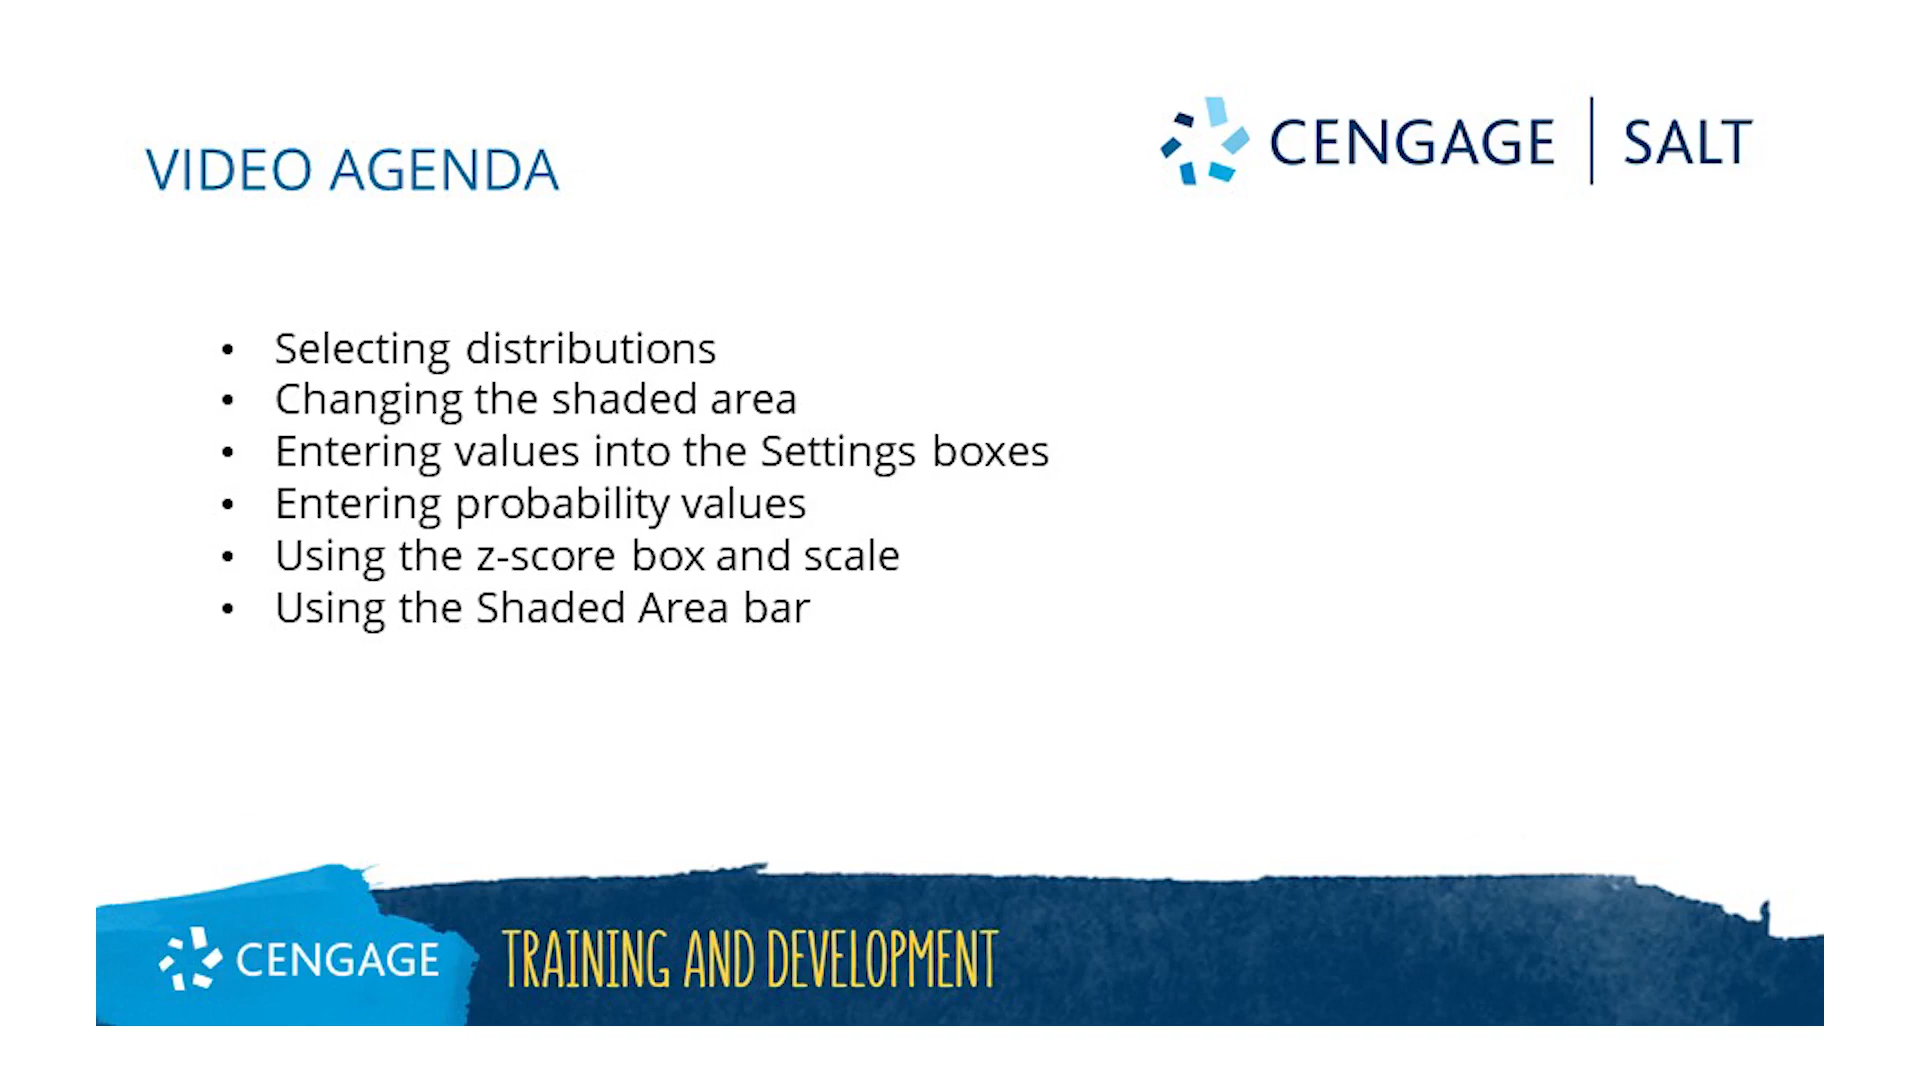 VIDEO AGENDA
CENGAGE | SALT
• Selecting distributions
• Changing the shaded area
• Entering values into the Settings boxes
• Entering probability values
• Using the z-score box and scale
• Using the Shaded Area bar
CENGAGE TRAINING AND DEVELOPMENT